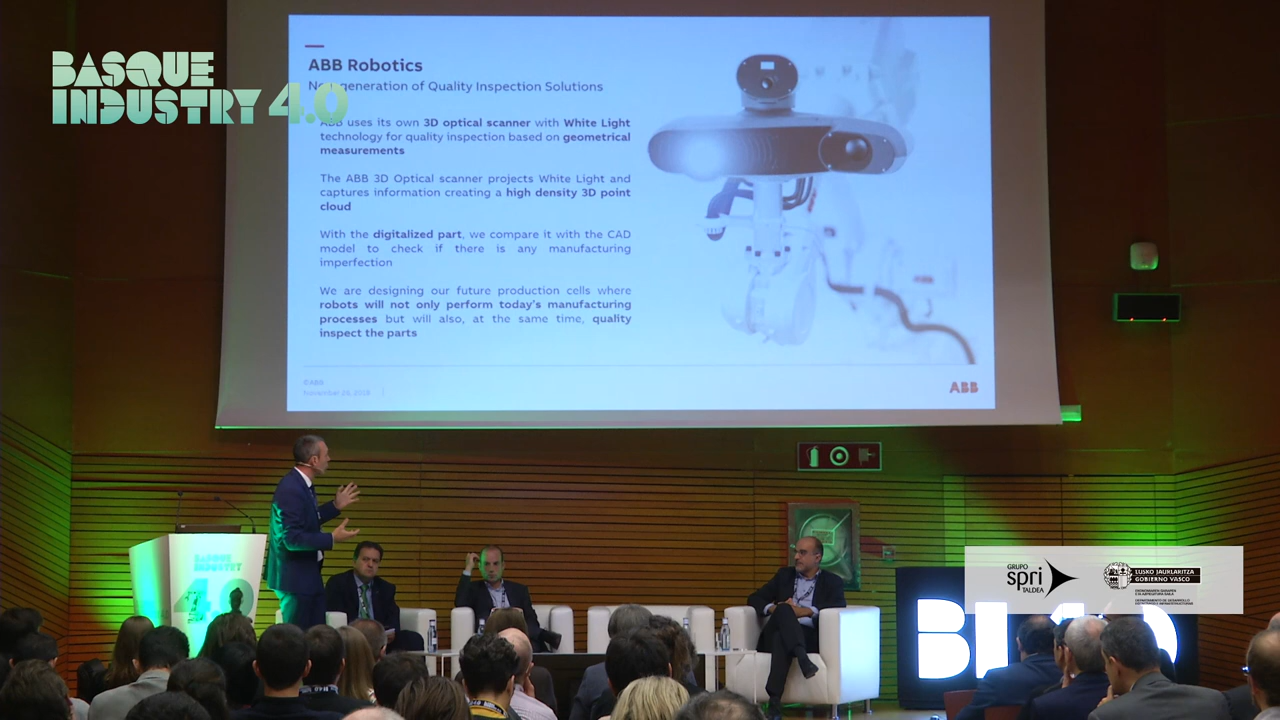 BASQUE
INDUSTRY 4.0
ABB Robotics
generation of Quality Inspection Solutions
uses its own 3D optical scanner with White Light
technology for quality inspection based on geometrical
measurements
The ABB 3D Optical scanner projects White Light and
captures information creating a high density 3D point
cloud
With the digitalized part, we compare it with the CAD
model to check if there is any manufacturing
imperfection
We are designing our future production cells where
robots will not only perform today's manufacturing
processes but will also, at the same time, quality
inspect the parts
©ABB
ABB
BASQUE
INDUSTRY
4.0
GRUPO
spri
TALDEA
EUSKO JAURLARITZA
GOBIERNO VASCO